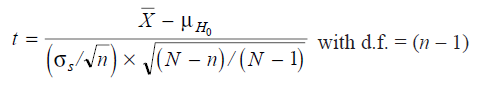 t = (X̄ – μ_H₀) / ((σ_s/√n) × √((N – n)/(N – 1))) with d.f. = (n – 1)